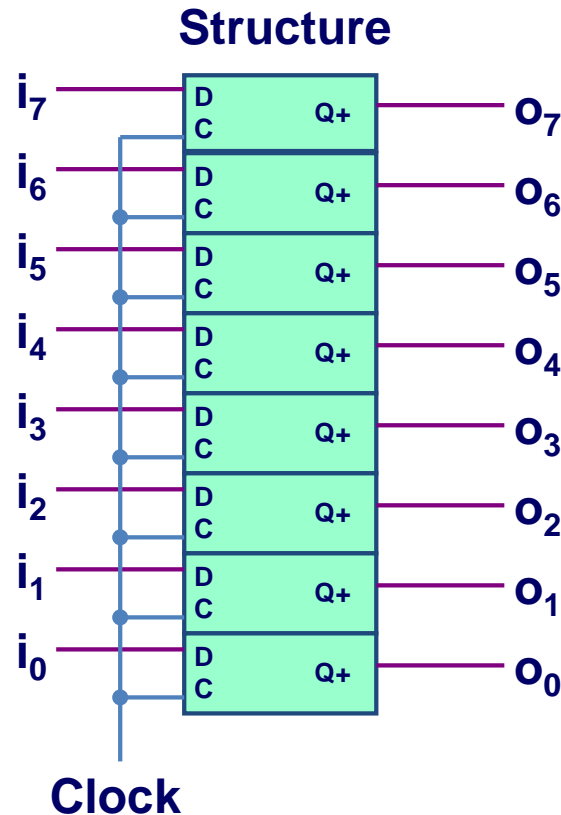 Structure
i7 D C Q+ o7
i6 D C Q+ o6
i5 D C Q+ o5
i4 D C Q+ o4
i3 D C Q+ o3
i2 D C Q+ o2
i1 D C Q+ o1
i0 D C Q+ o0
Clock